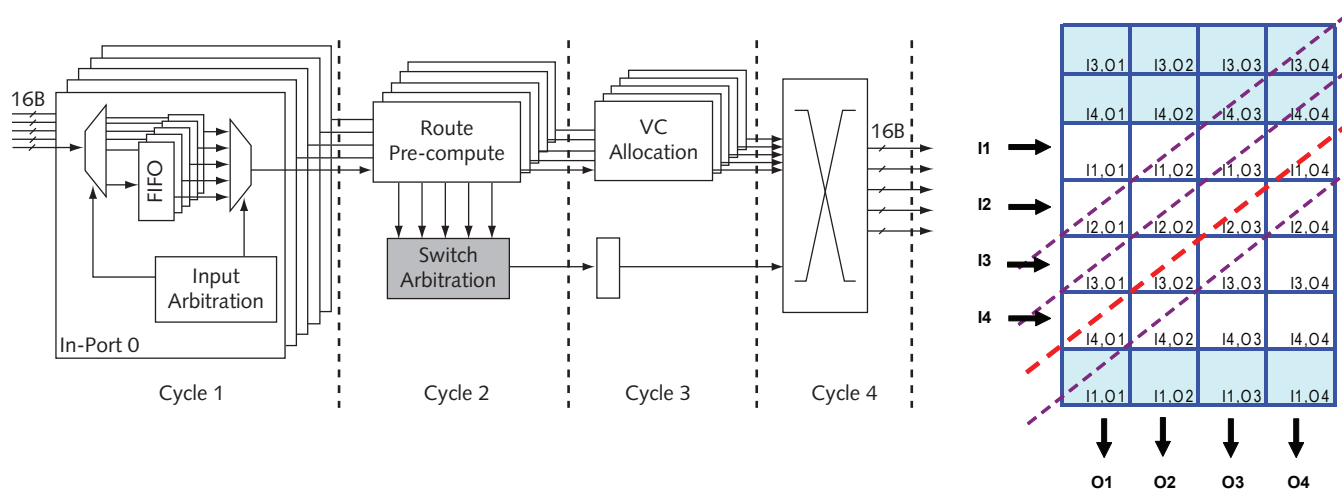 16B
FIFO
Input
Arbitration
In-Port 0
Cycle 1
Route
Pre-compute
Switch
Arbitration
Cycle 2
VC
Allocation
Cycle 3
16B
Cycle 4
I1
I2
I3
I4
I3,O1 I3,O2 I3,O3 I3,O4
I4,O1 I4,O2 I4,O3 I4,O4
I1,O1 I1,O2 I1,O3 I1,O4
I2,O1 I2,O2 I2,O3 I2,O4
I3,O1 I3,O2 I3,O3 I3,O4
I4,O1 I4,O2 I4,O3 I4,O4
I1,O1 I1,O2 I1,O3 I1,O4
O1 O2 O3 O4